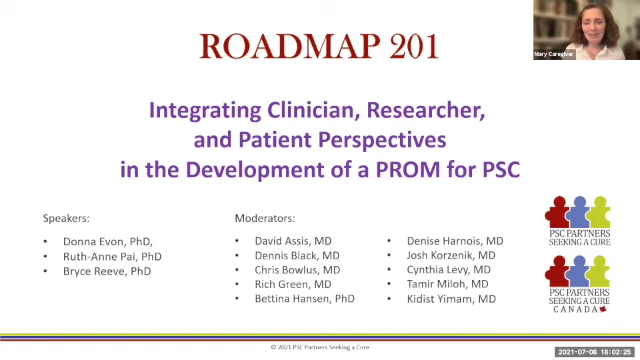 ROADMAP 201
Mary Caregiver
Integrating Clinician, Researcher,
and Patient Perspectives
in the Development of a PROM for PSC
Speakers:
• Donna Evon, PhD,
• Ruth-Anne Pai, PhD
• Bryce Reeve, PhD
Moderators:
• David Assis, MD
• Dennis Black, MD
• Chris Bowlus, MD
• Rich Green, MD
• Bettina Hansen, PhD
• Denise Harnois, MD
• Josh Korzenik, MD
• Cynthia Levy, MD
• Tamir Miloh, MD
• Kidist Yimam, MD
PSC PARTNERS
SEEKING A CURE
PSC PARTNERS
SEEKING A CURE
CANADA
© 2021 PSC Partners Seeking a Cure
2021-07-08 18:02:25